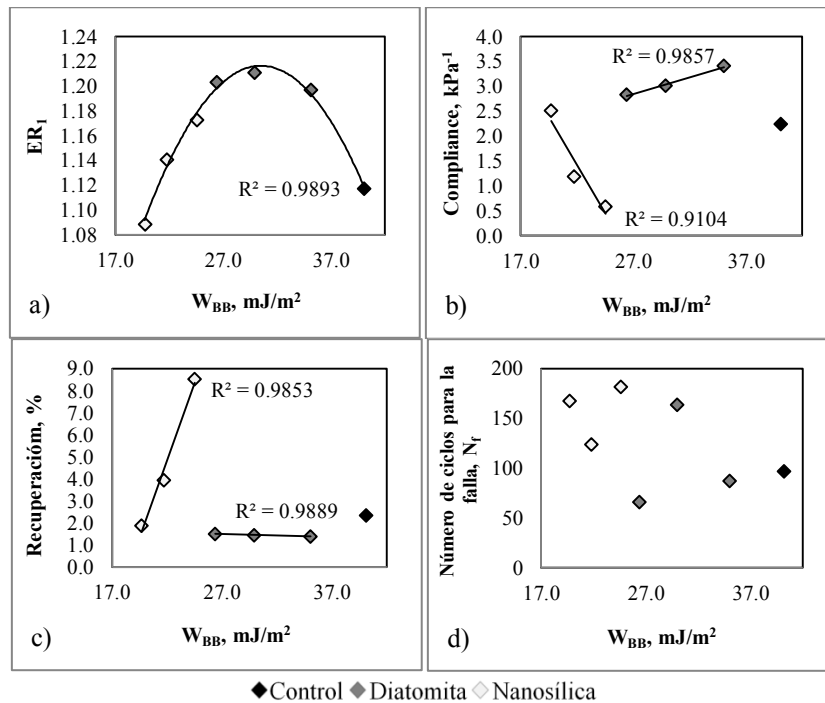 1.24
1.22
1.20
1.18
1.16
1.14
1.12
1.10
1.08
ER1
R² = 0.9893
17.0 27.0 37.0
a)
WBB, mJ/m²
4.0
3.5
3.0
2.5
2.0
1.5
1.0
0.5
0.0
Compliance, kPa⁻¹
R² = 0.9857
R² = 0.9104
17.0 27.0 37.0
b)
WBB, mJ/m²
9.0
8.0
7.0
6.0
5.0
4.0
3.0
2.0
1.0
0.0
Recuperación, %
R² = 0.9853
R² = 0.9889
17.0 27.0 37.0
c)
WBB, mJ/m²
200
150
100
50
0
Número de ciclos para la
falla, Nf
17.0 27.0 37.0
d)
WBB, mJ/m²
◆Control ◆Diatomita ◇Nanosílica